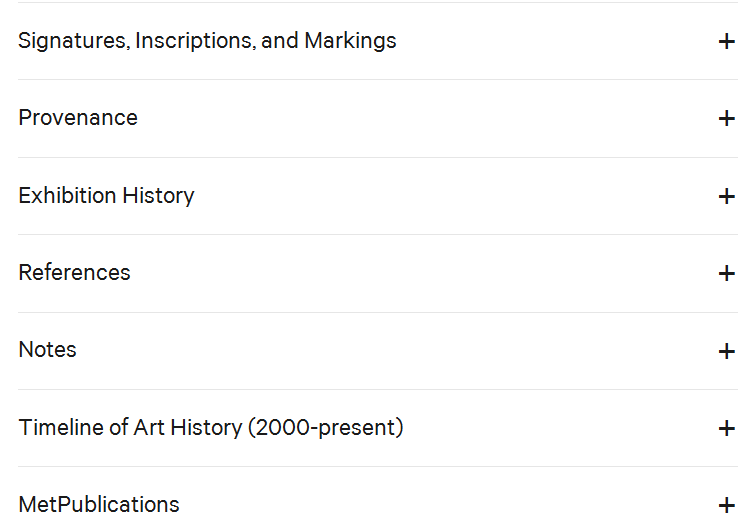 Signatures, Inscriptions, and Markings
Provenance
Exhibition History
References
Notes
Timeline of Art History (2000-present)
MetPublications